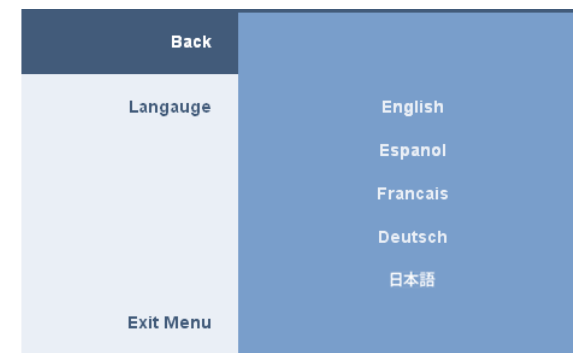 Back
Langauge
English
Espanol
Francais
Deutsch
日本語
Exit Menu